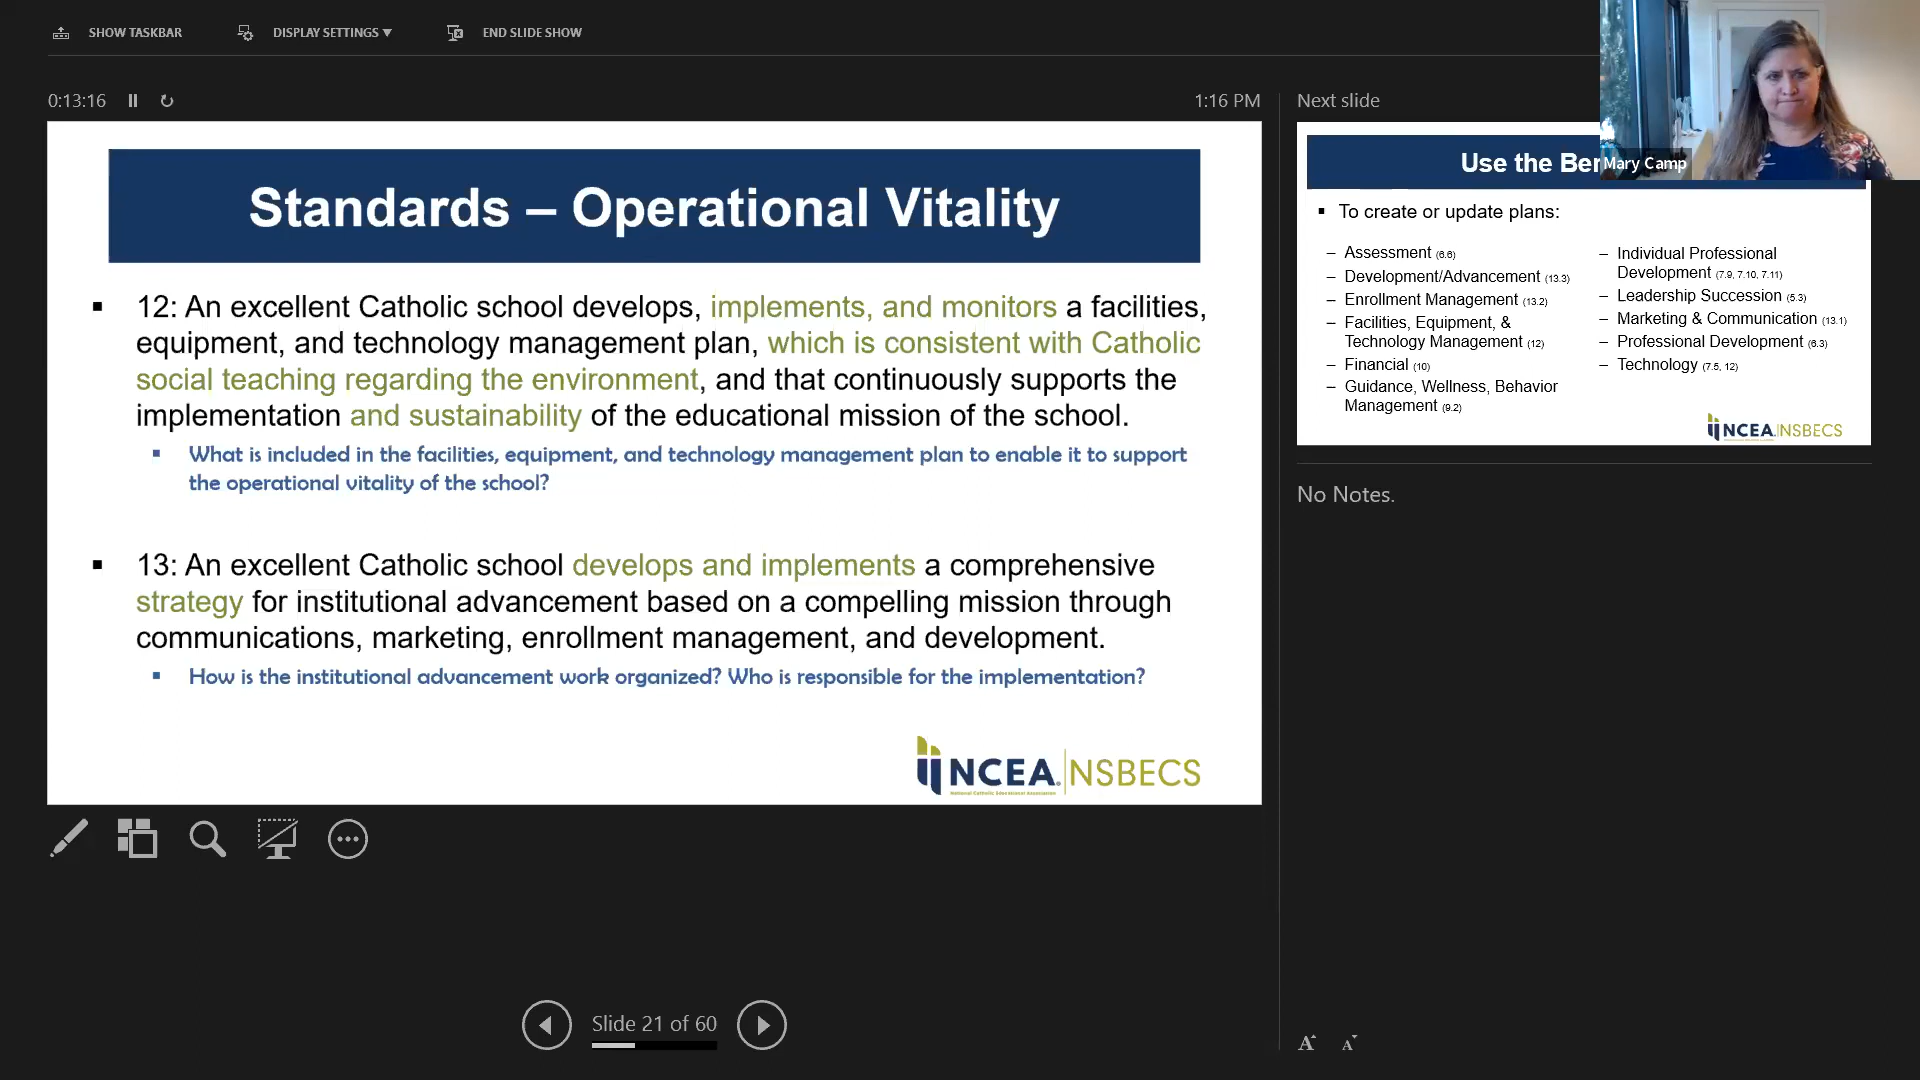 SHOW TASKBAR
DISPLAY SETTINGS ▼
END SLIDE SHOW
0:13:16
1:16 PM
Standards – Operational Vitality
▪ 12: An excellent Catholic school develops, implements, and monitors a facilities,
equipment, and technology management plan, which is consistent with Catholic
social teaching regarding the environment, and that continuously supports the
implementation and sustainability of the educational mission of the school.
▪ What is included in the facilities, equipment, and technology management plan to enable it to support
the operational vitality of the school?
▪ 13: An excellent Catholic school develops and implements a comprehensive
strategy for institutional advancement based on a compelling mission through
communications, marketing, enrollment management, and development.
▪ How is the institutional advancement work organized? Who is responsible for the implementation?
NCEA NSBECS
National Catholic Educational Association
Slide 21 of 60
Next slide
Use the Ber
Mary Camp
▪ To create or update plans:
– Assessment (6.6)
– Development/Advancement (13.3)
– Enrollment Management (13.2)
– Facilities, Equipment, &
Technology Management (12)
– Financial (10)
– Guidance, Wellness, Behavior
Management (9.2)
– Individual Professional
Development (7.9, 7.10, 7.11)
– Leadership Succession (5.3)
– Marketing & Communication (13.1)
– Professional Development (6.3)
– Technology (7.5, 12)
NCEA NSBECS
No Notes.
A A